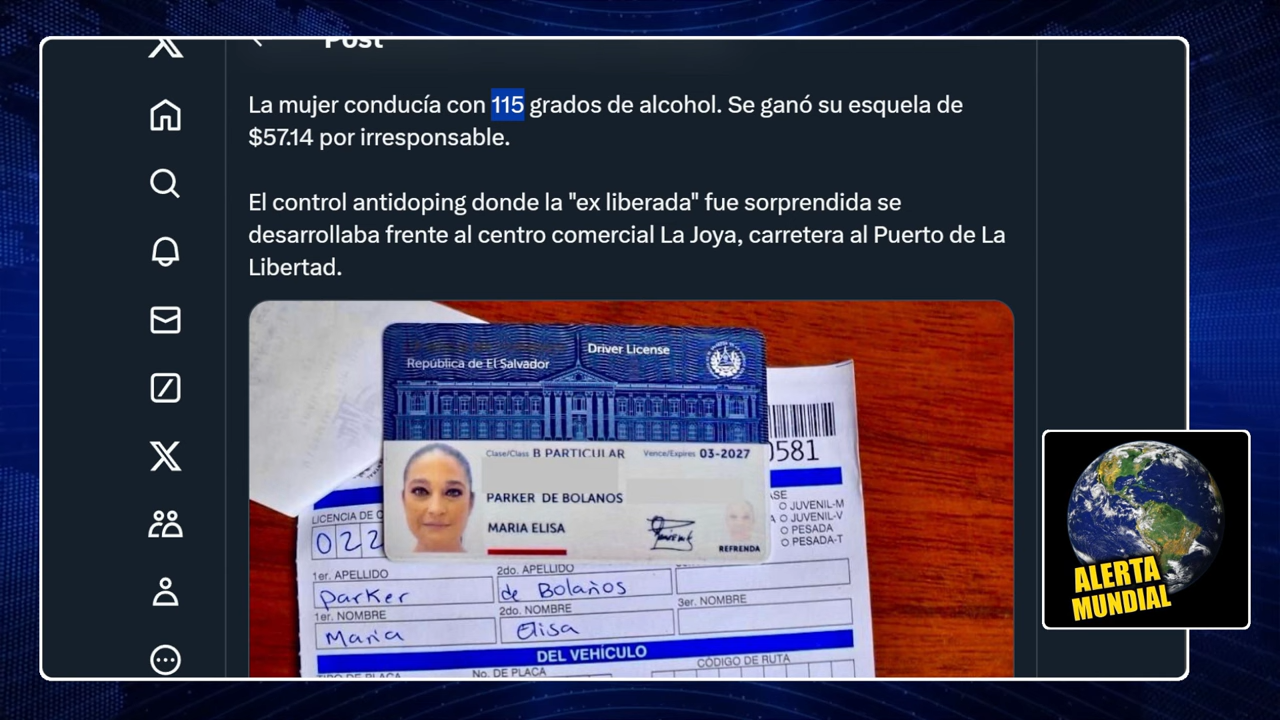 Post
La mujer conducía con 115 grados de alcohol. Se ganó su esquela de
$57.14 por irresponsable.
El control antidoping donde la "ex liberada" fue sorprendida se
desarrollaba frente al centro comercial La Joya, carretera al Puerto de La
Libertad.
República de El Salvador
Driver License
Clase/Class B PARTICULAR
Vence/Expires 03-2027
PARKER DE BOLANOS
MARIA ELISA
REFRENDA
0581
JUVENIL-M
JUVENIL-V
PESADA
PESADA-T
LICENCIA DE
022
1er. APELLIDO
2do. APELLIDO
Parker
de Bolaños
1er. NOMBRE
2do. NOMBRE
3er. NOMBRE
Maria
Elisa
DEL VEHÍCULO
No. DE PLACA
CÓDIGO DE RUTA
ALERTA
MUNDIAL